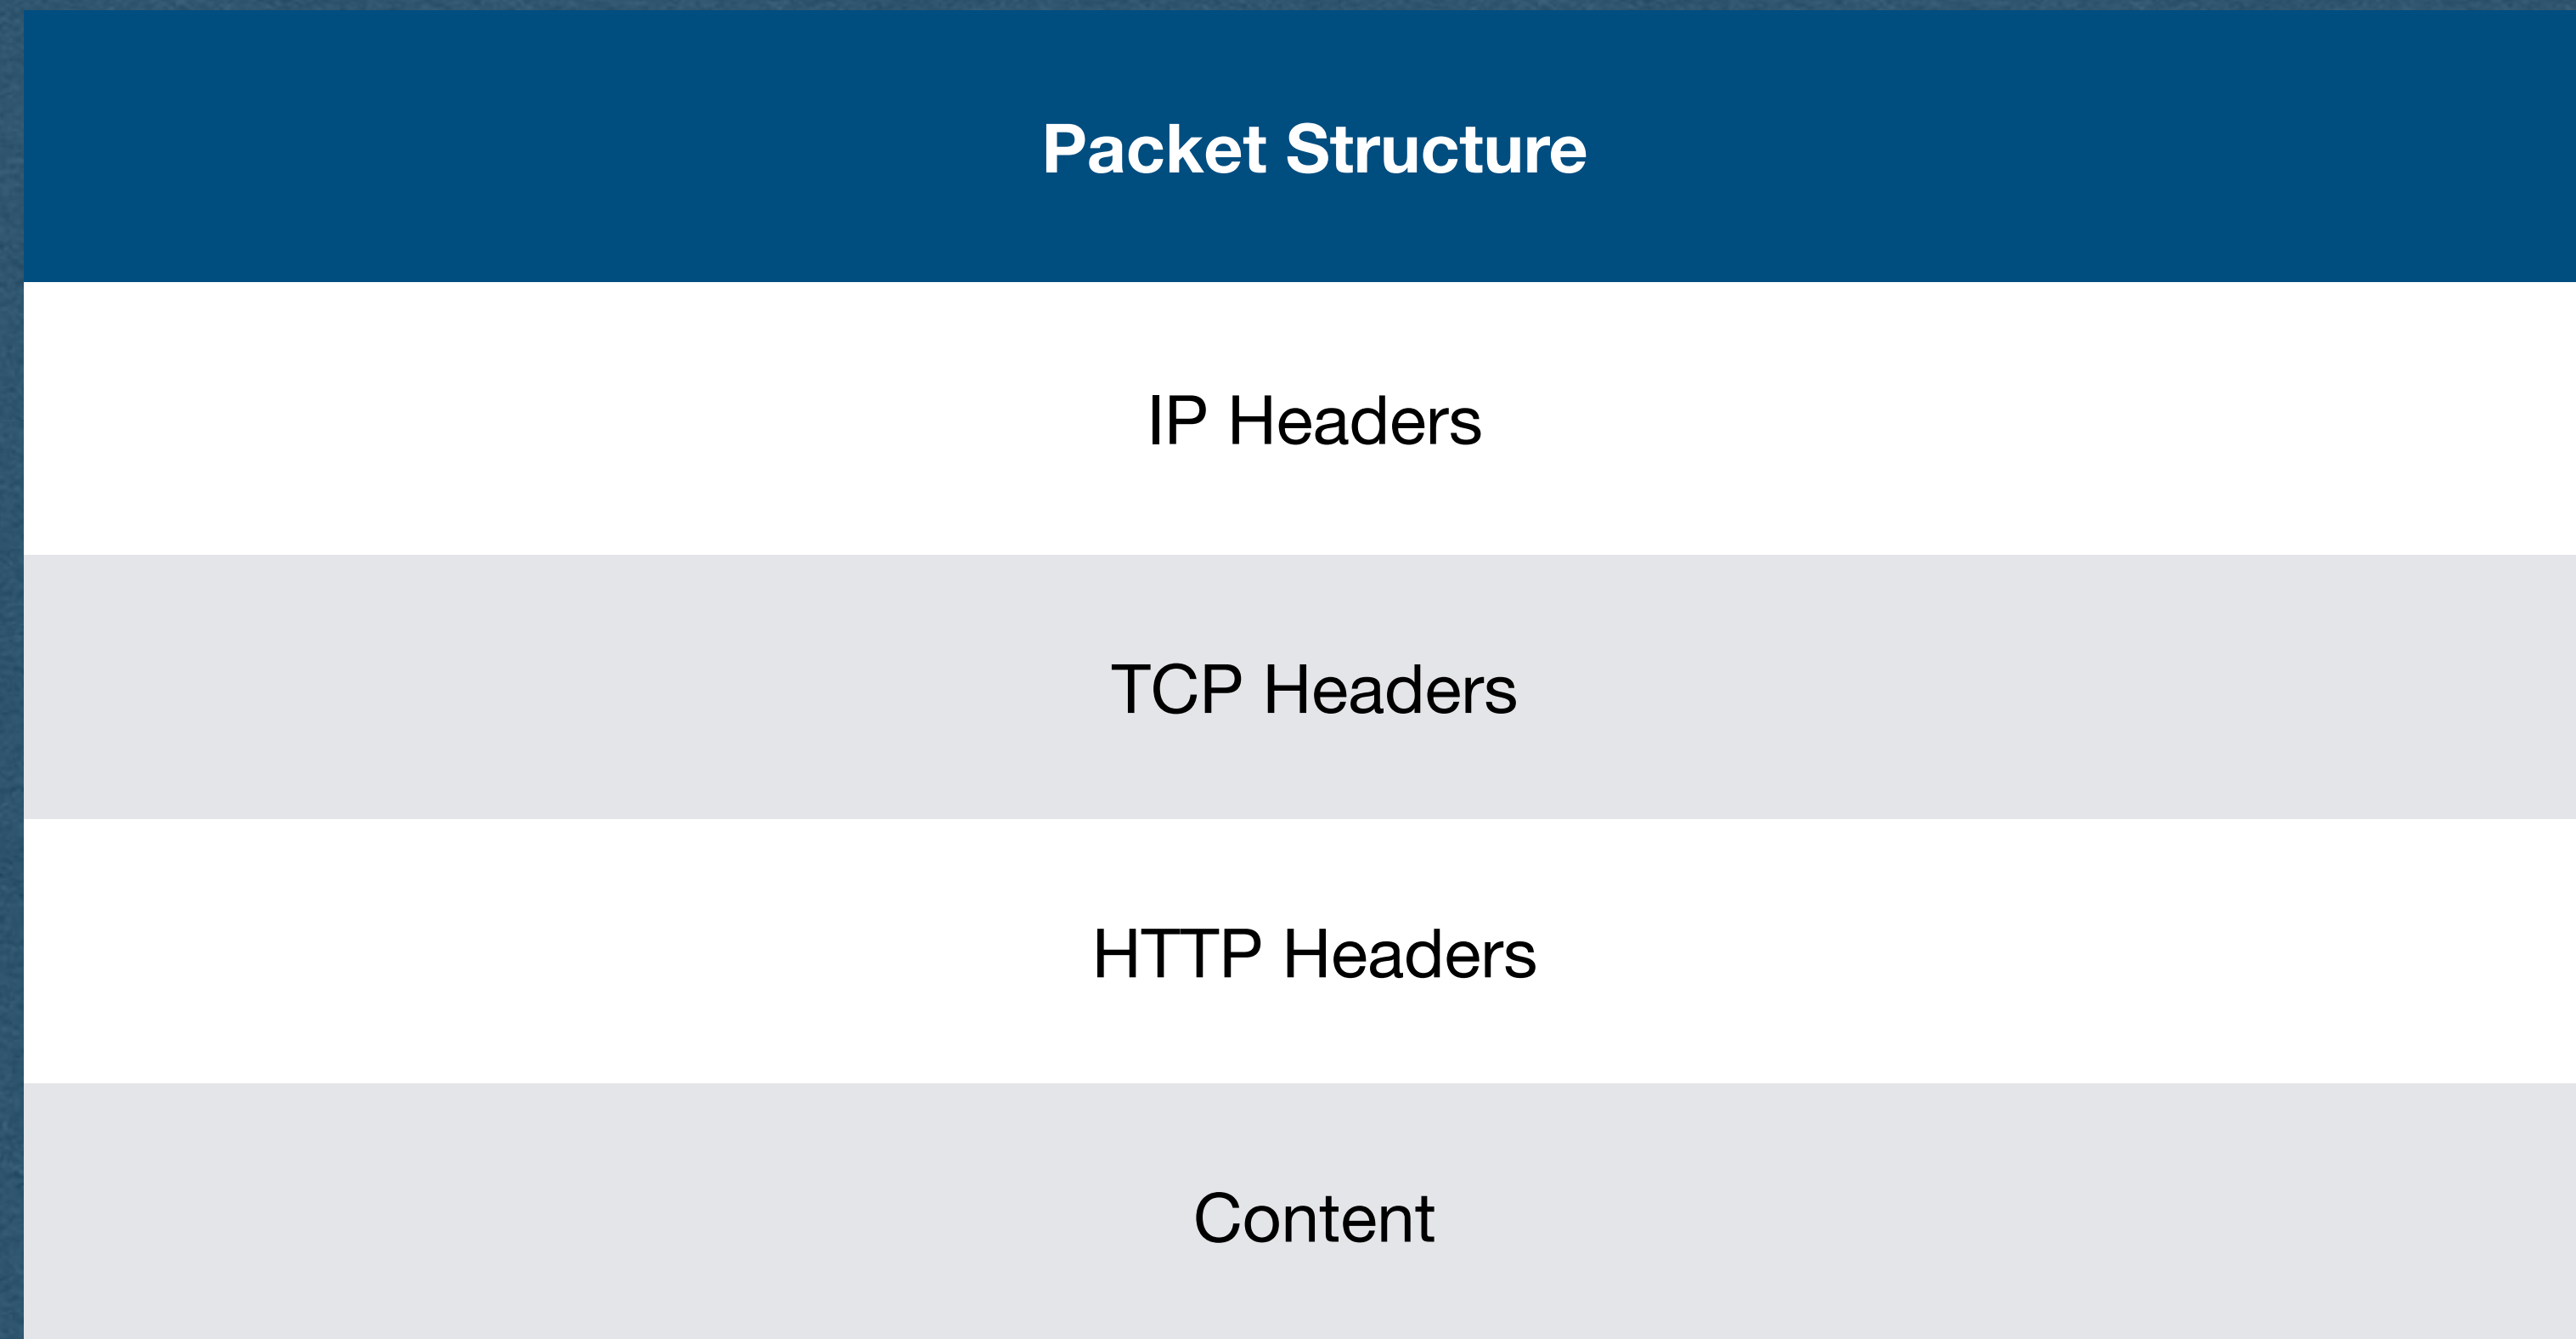 Packet Structure
IP Headers
TCP Headers
HTTP Headers
Content